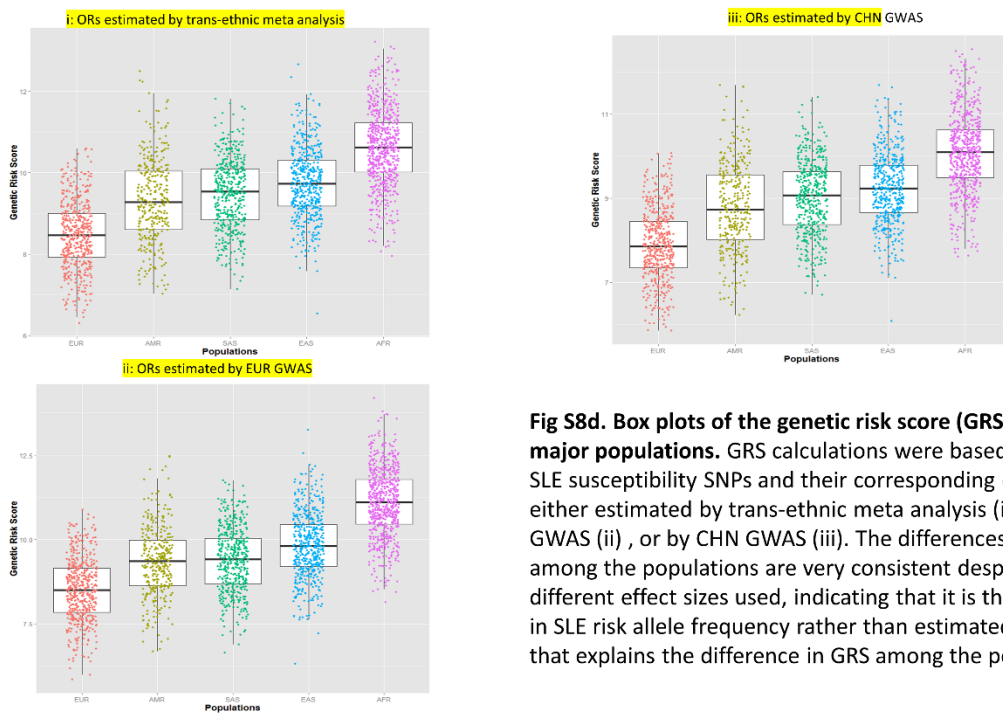 i: ORs estimated by trans-ethnic meta analysis
12
10
8
6
Genetic Risk Score
EUR AMR SAS EAS AFR
Populations
ii: ORs estimated by EUR GWAS
12.5
10.0
7.5
Genetic Risk Score
EUR AMR SAS EAS AFR
Populations
iii: ORs estimated by CHN GWAS
11
9
7
Genetic Risk Score
EUR AMR SAS EAS AFR
Populations
Fig S8d. Box plots of the genetic risk score (GRS
major populations. GRS calculations were based
SLE susceptibility SNPs and their corresponding
either estimated by trans-ethnic meta analysis (i
GWAS (ii) , or by CHN GWAS (iii). The differences
among the populations are very consistent desp
different effect sizes used, indicating that it is th
in SLE risk allele frequency rather than estimated
that explains the difference in GRS among the p